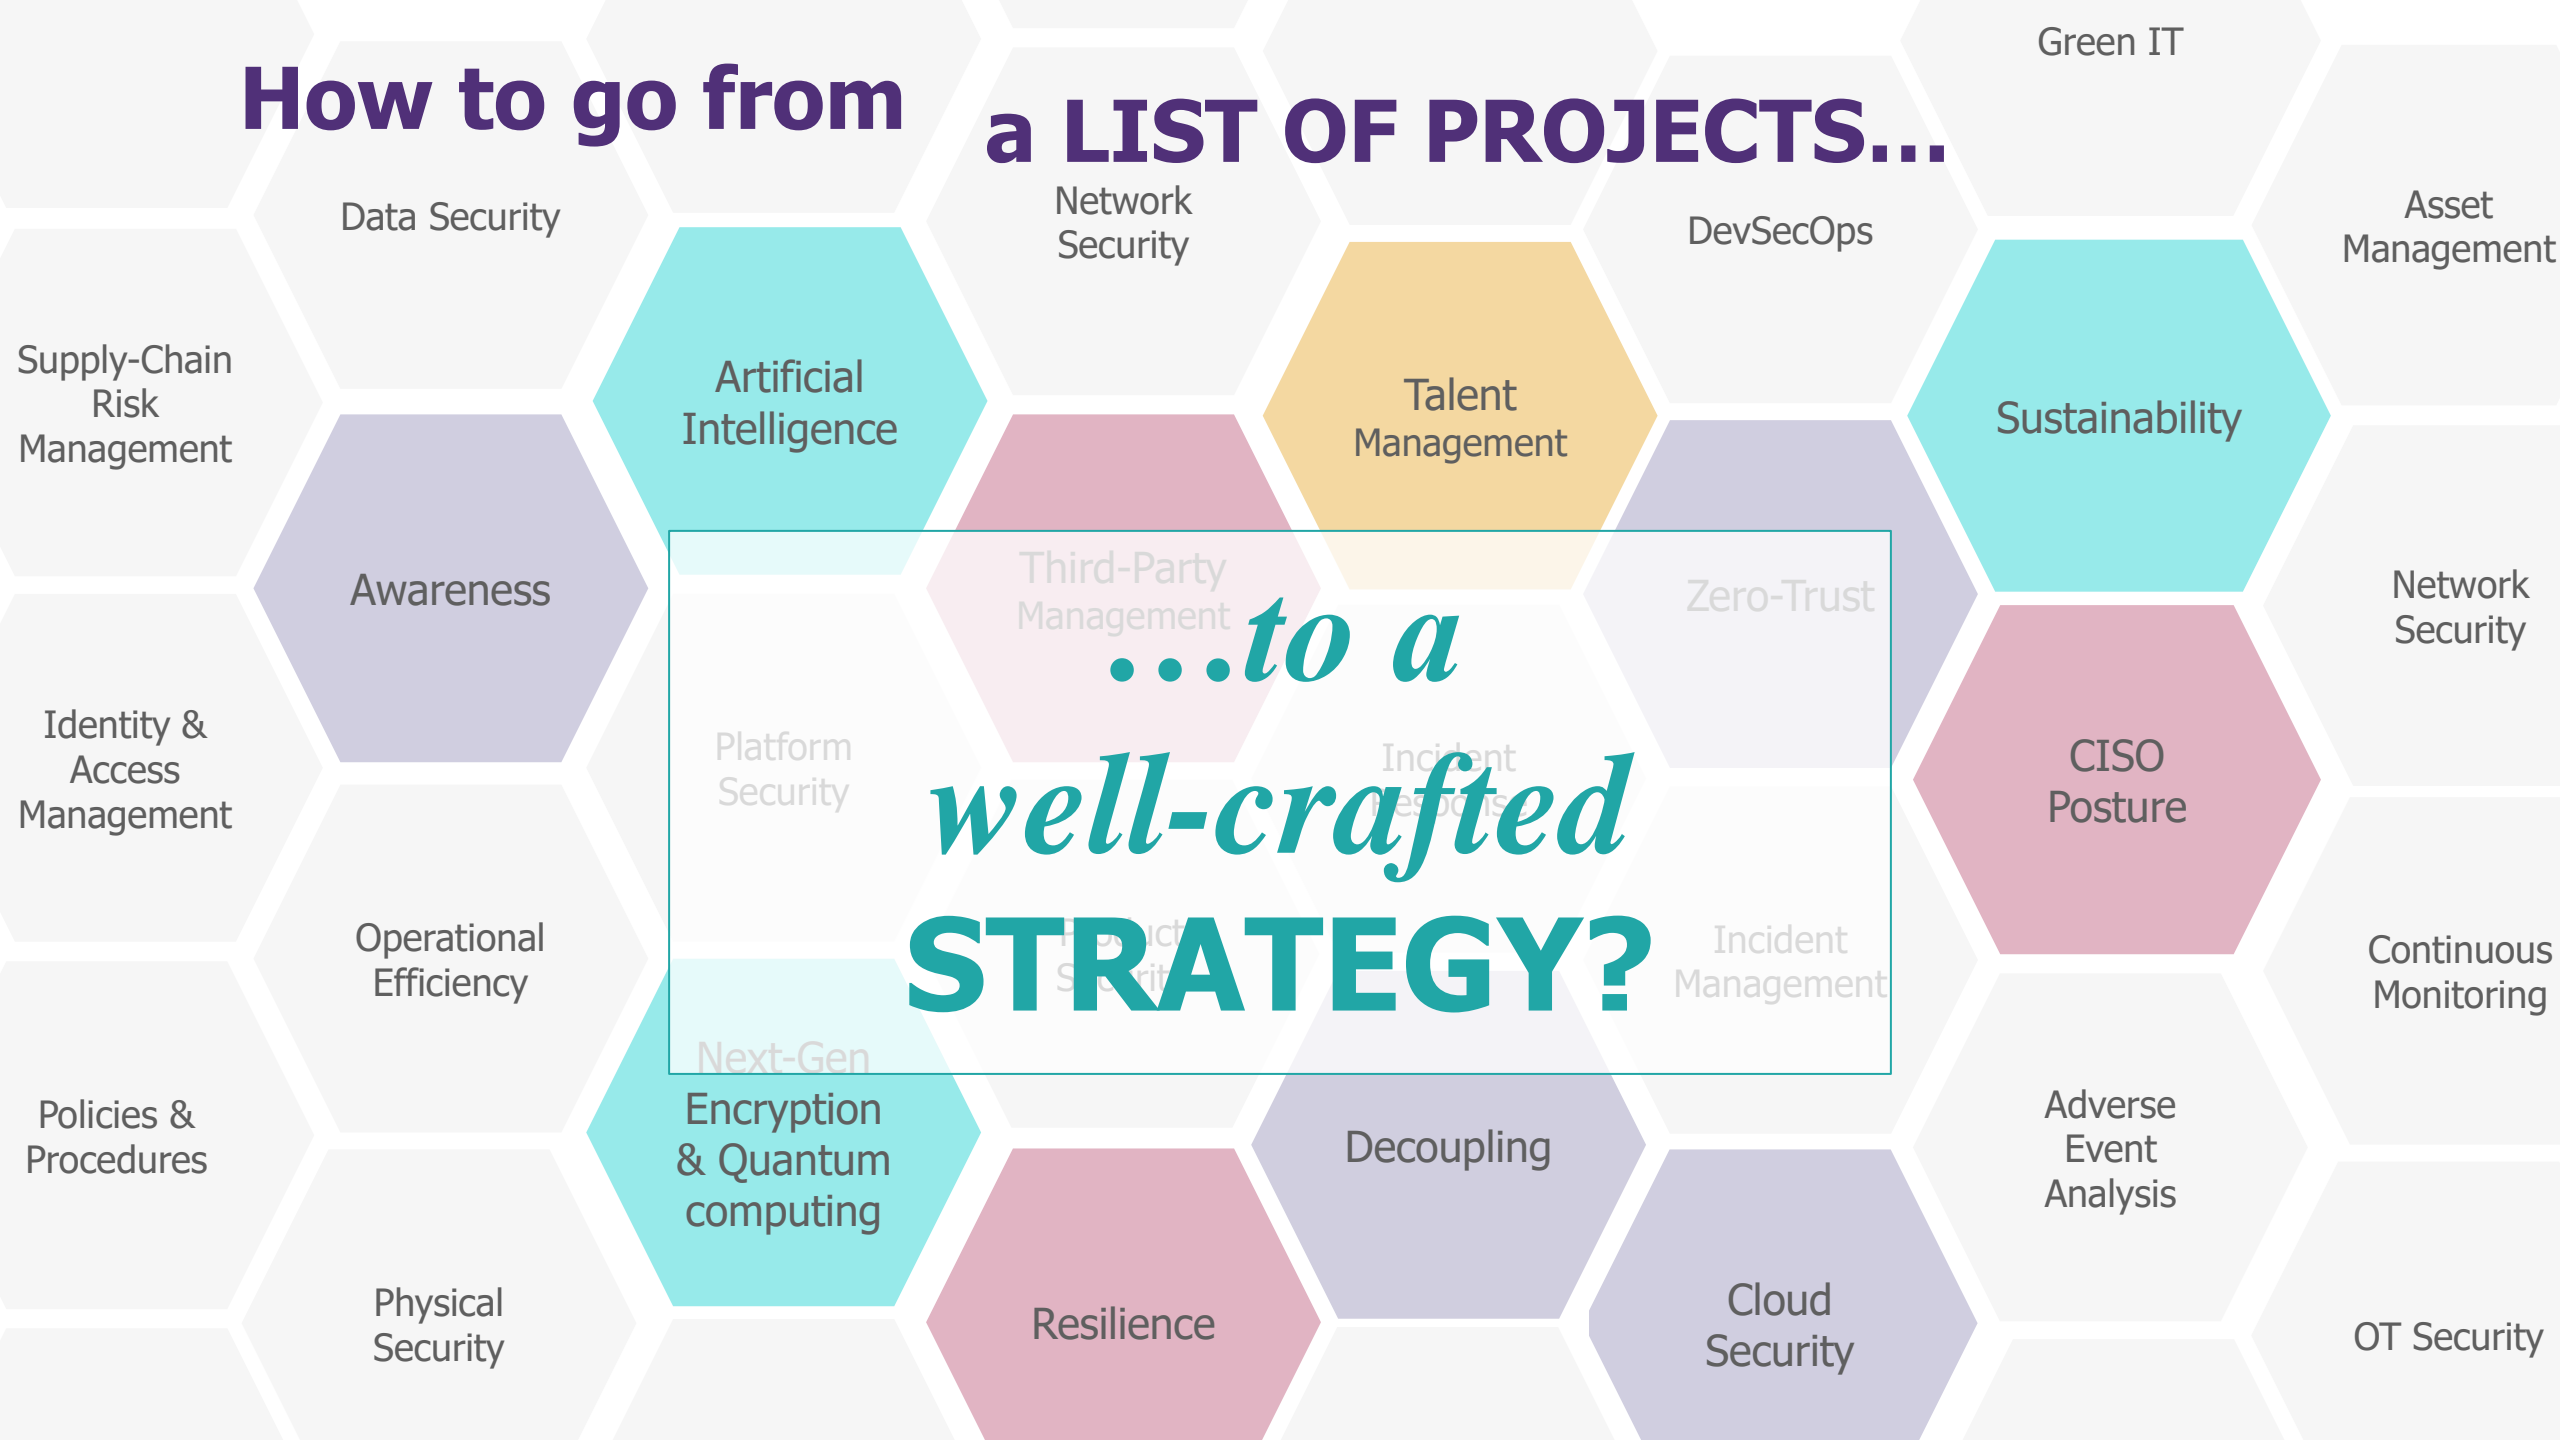 How to go from
a LIST OF PROJECTS...
Green IT
Data Security
Network
Security
DevSecOps
Asset
Management
Supply-Chain
Risk
Management
Artificial
Intelligence
Talent
Management
Sustainability
Awareness
Third-Party
Management
Zero-Trust
Network
Security
...to a
well-crafted
STRATEGY?
Identity &
Access
Management
Platform
Security
Incident
Response
CISO
Posture
Operational
Efficiency
Product
Security
Incident
Management
Continuous
Monitoring
Policies &
Procedures
Next-Gen
Encryption
& Quantum
computing
Decoupling
Adverse
Event
Analysis
Physical
Security
Resilience
Cloud
Security
OT Security